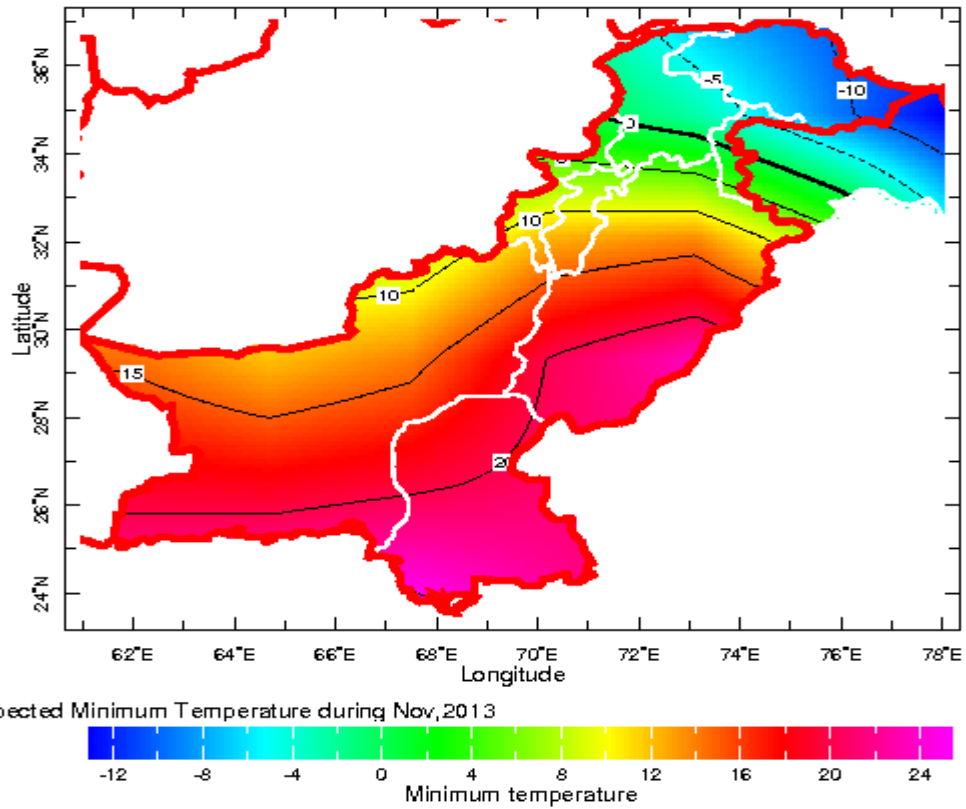 36°N
34°N
32°N
30°N
28°N
26°N
24°N
Latitude
-5
-10
0
10
10
15
20
62°E 64°E 66°E 68°E 70°E 72°E 74°E 76°E 78°E
Longitude
pected Minimum Temperature during Nov,2013
-12 -8 -4 0 4 8 12 16 20 24
Minimum temperature